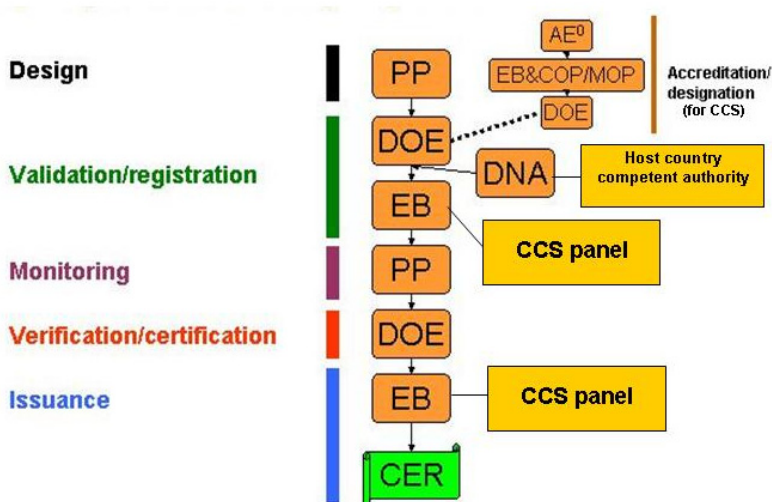 AE⁰
Design
PP
EB&COP/MOP
Accreditation/
designation
(for CCS)
DOE
DOE
Validation/registration
DNA
Host country
competent authority
EB
CCS panel
Monitoring
PP
Verification/certification
DOE
Issuance
EB
CCS panel
CER